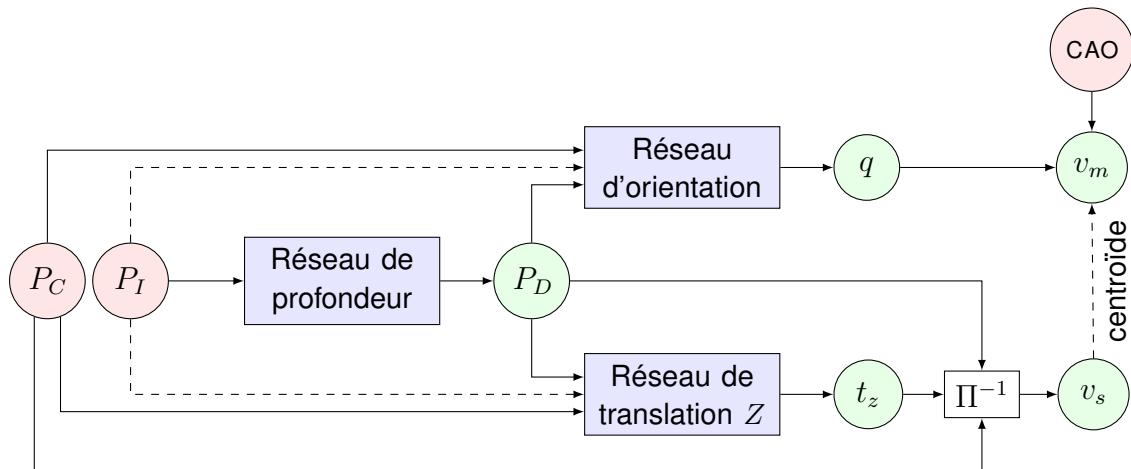 CAO
Réseau
d'orientation
q
v_m
P_C
P_I
Réseau de
profondeur
P_D
centroïde
Réseau de
translation Z
t_z
Π⁻¹
v_s